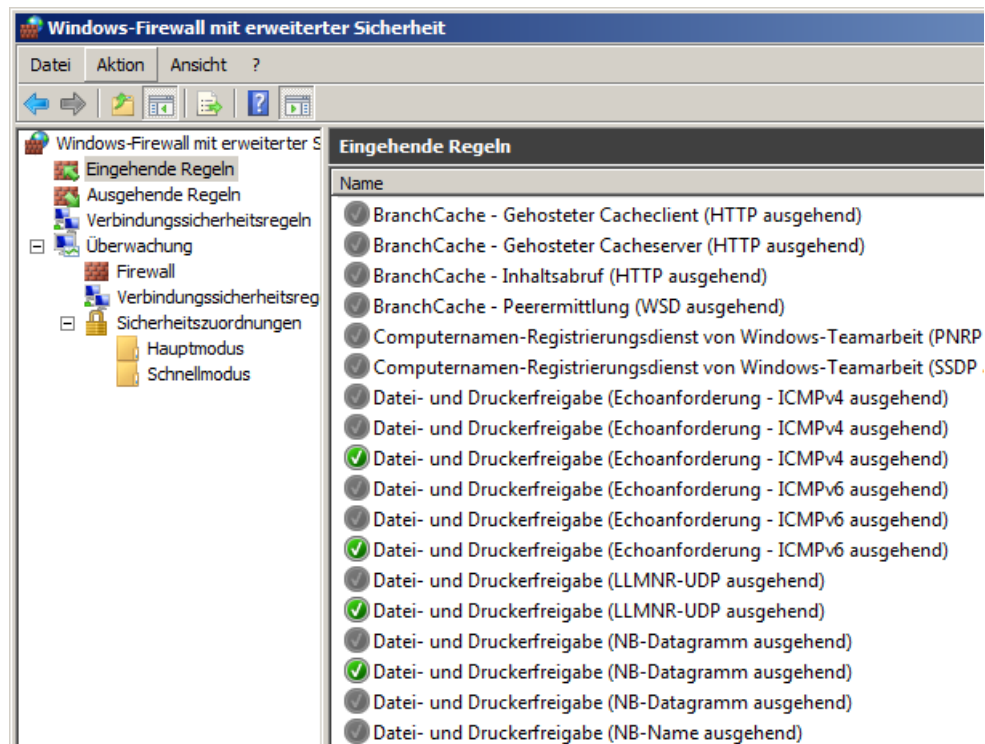 Windows-Firewall mit erweiterter Sicherheit
Datei Aktion Ansicht ?
Windows-Firewall mit erweiterter S
Eingehende Regeln
Ausgehende Regeln
Verbindungssicherheitsregeln
Überwachung
Firewall
Verbindungssicherheitsreg
Sicherheitszuordnungen
Hauptmodus
Schnellmodus
Eingehende Regeln
Name
BranchCache - Gehosteter Cacheclient (HTTP ausgehend)
BranchCache - Gehosteter Cacheserver (HTTP ausgehend)
BranchCache - Inhaltsabruf (HTTP ausgehend)
BranchCache - Peerermittlung (WSD ausgehend)
Computernamen-Registrierungsdienst von Windows-Teamarbeit (PNRP
Computernamen-Registrierungsdienst von Windows-Teamarbeit (SSDP
Datei- und Druckerfreigabe (Echoanforderung - ICMPv4 ausgehend)
Datei- und Druckerfreigabe (Echoanforderung - ICMPv4 ausgehend)
Datei- und Druckerfreigabe (Echoanforderung - ICMPv4 ausgehend)
Datei- und Druckerfreigabe (Echoanforderung - ICMPv6 ausgehend)
Datei- und Druckerfreigabe (Echoanforderung - ICMPv6 ausgehend)
Datei- und Druckerfreigabe (Echoanforderung - ICMPv6 ausgehend)
Datei- und Druckerfreigabe (LLMNR-UDP ausgehend)
Datei- und Druckerfreigabe (LLMNR-UDP ausgehend)
Datei- und Druckerfreigabe (NB-Datagramm ausgehend)
Datei- und Druckerfreigabe (NB-Datagramm ausgehend)
Datei- und Druckerfreigabe (NB-Datagramm ausgehend)
Datei- und Druckerfreigabe (NB-Name ausgehend)